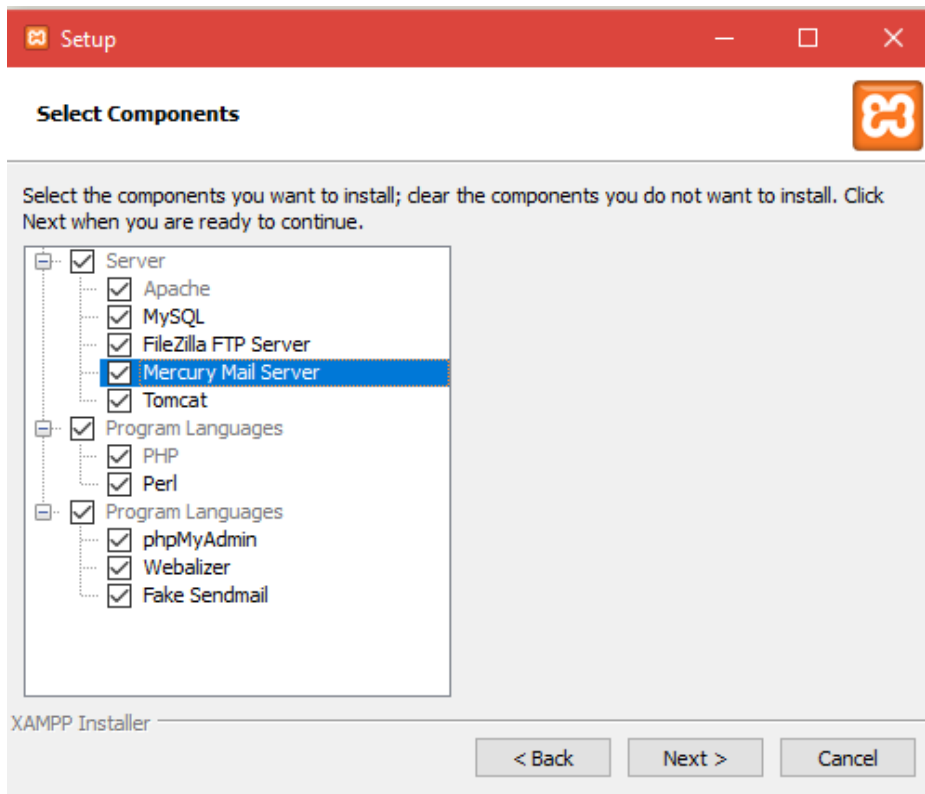 Setup
Select Components
Select the components you want to install; clear the components you do not want to install. Click
Next when you are ready to continue.
Server
Apache
MySQL
FileZilla FTP Server
Mercury Mail Server
Tomcat
Program Languages
PHP
Perl
Program Languages
phpMyAdmin
Webalizer
Fake Sendmail
XAMPP Installer
< Back Next > Cancel